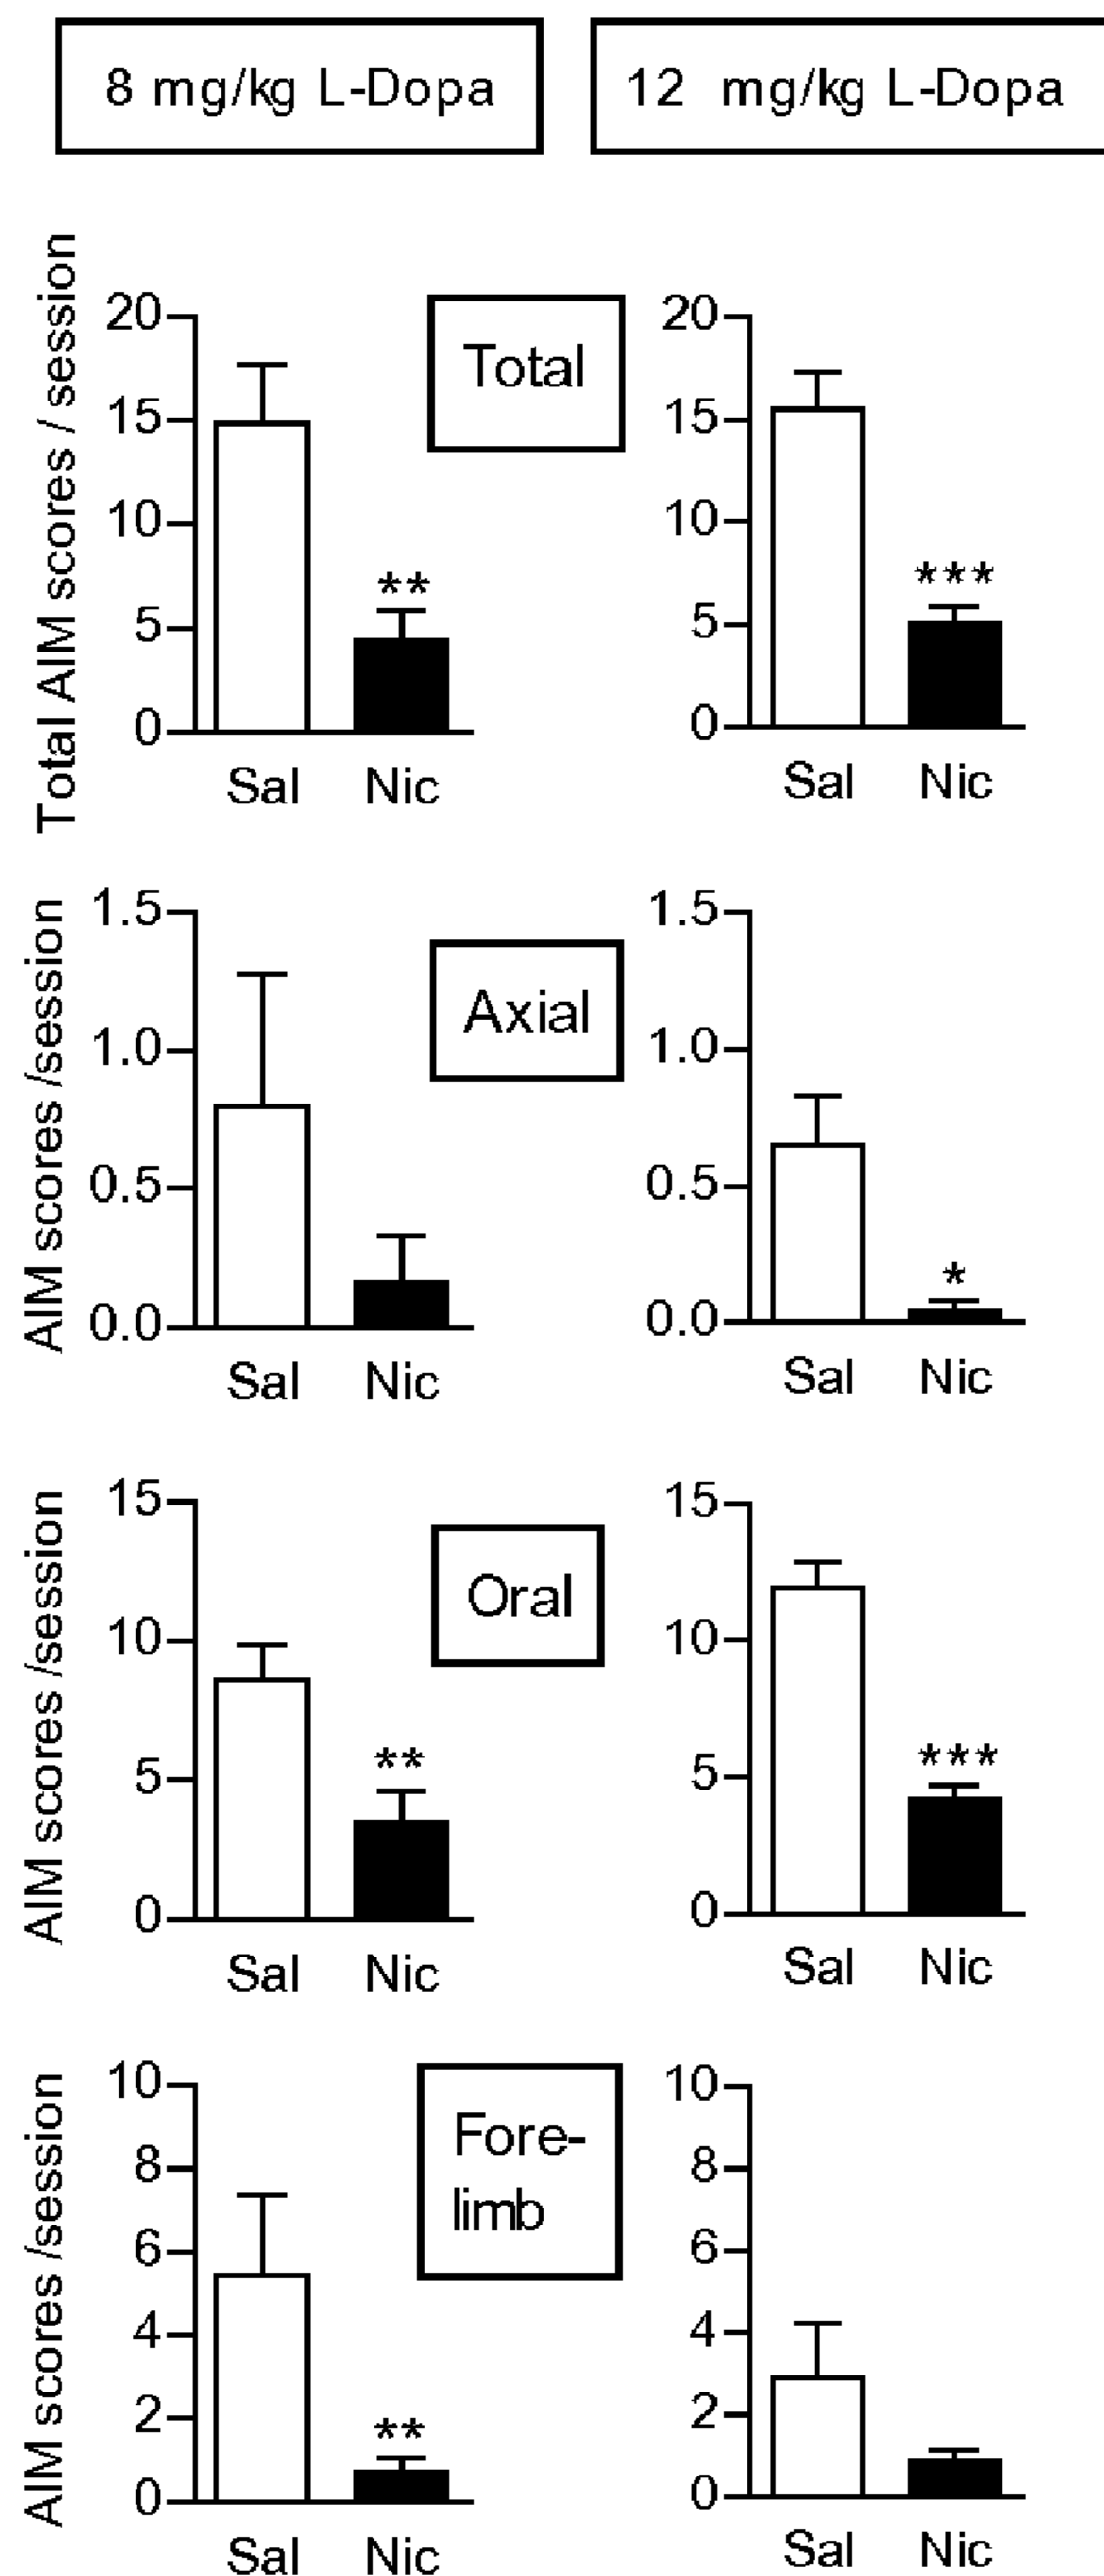 8 mg/kg L-Dopa
12 mg/kg L-Dopa
Total AIM scores / session
20
15
10
5
0
**
Sal
Nic
Total
20
15
10
5
0
***
Sal
Nic
AIM scores /session
1.5
1.0
0.5
0.0
Sal
Nic
Axial
1.5
1.0
0.5
0.0
*
Sal
Nic
AIM scores /session
15
10
5
0
**
Sal
Nic
Oral
15
10
5
0
***
Sal
Nic
AIM scores /session
10
8
6
4
2
0
**
Sal
Nic
Fore-
limb
10
8
6
4
2
0
Sal
Nic